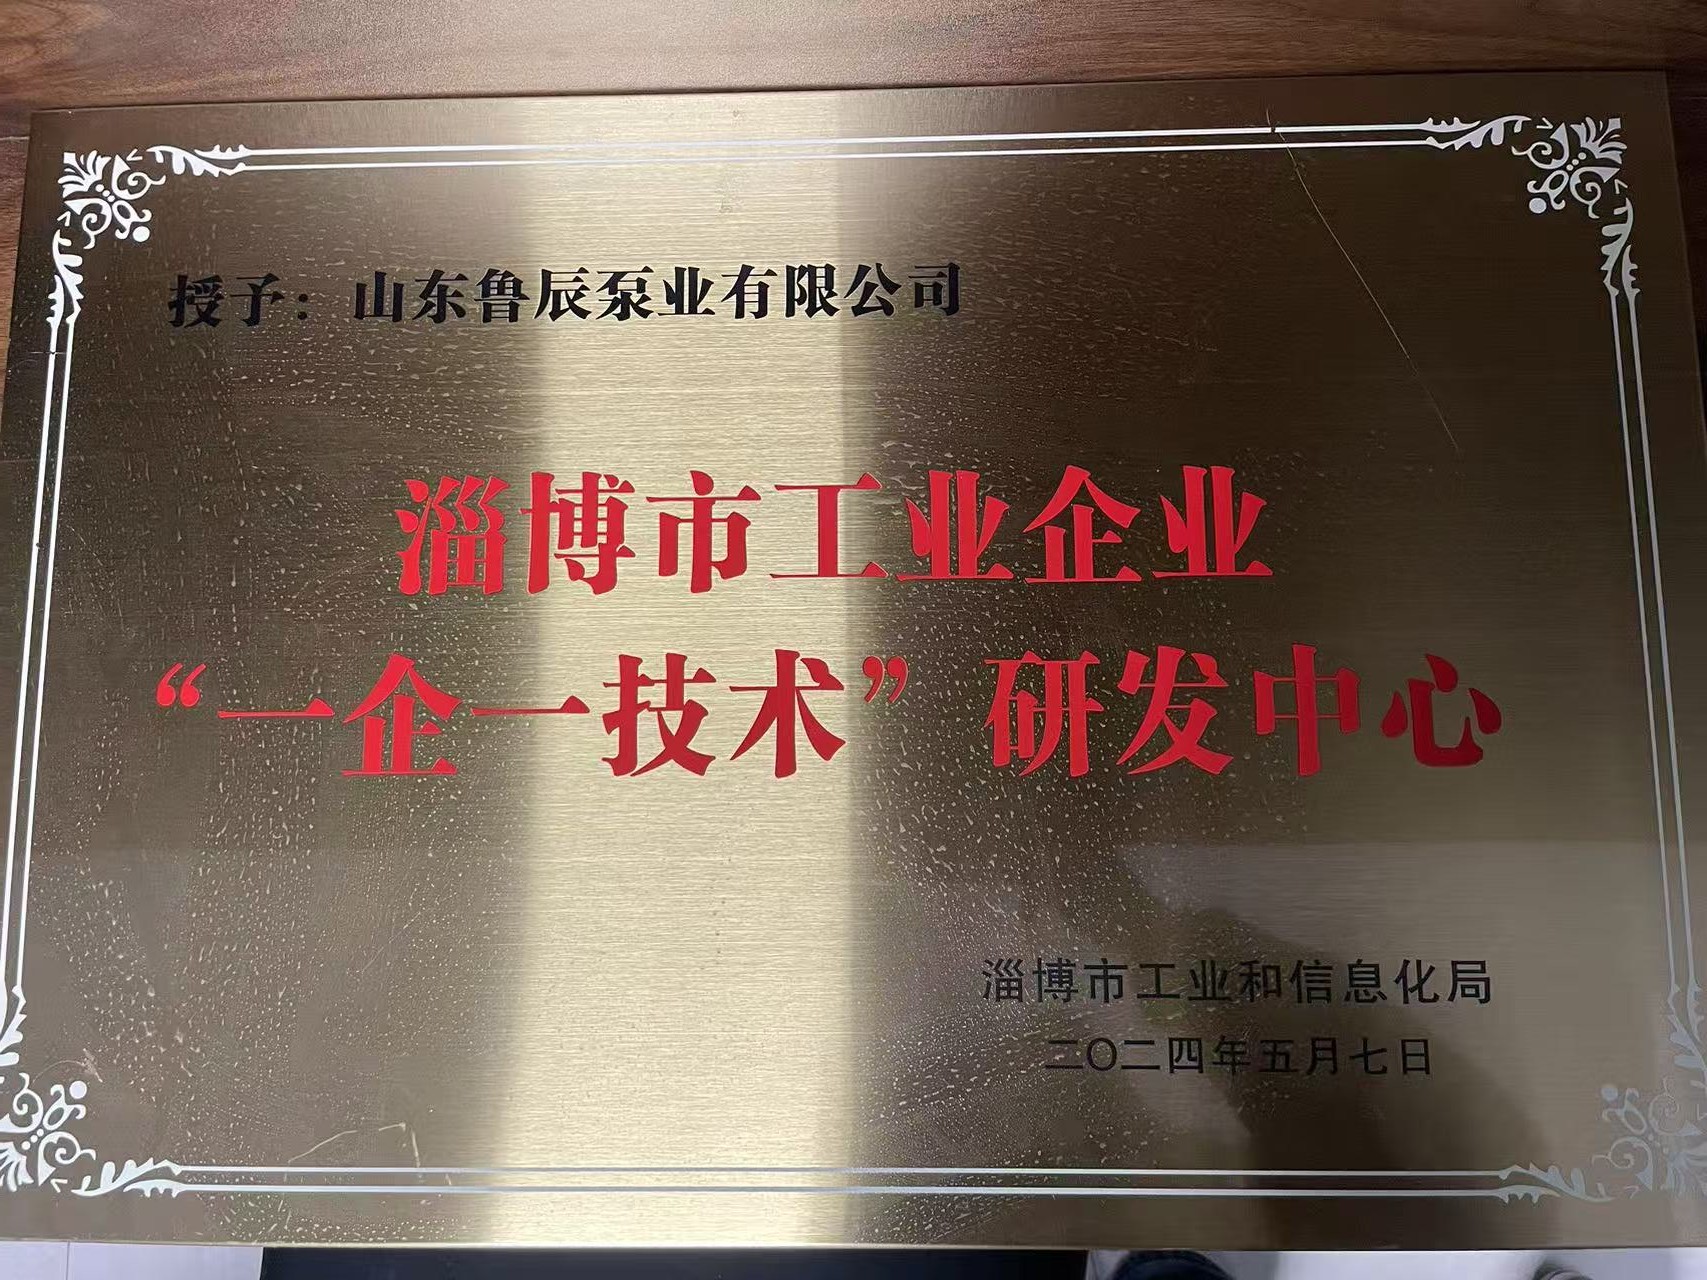 授予：山东鲁辰泵业有限公司
淄博市工业企业
“一企一技术”研发中心
淄博市工业和信息化局
二〇二四年五月七日